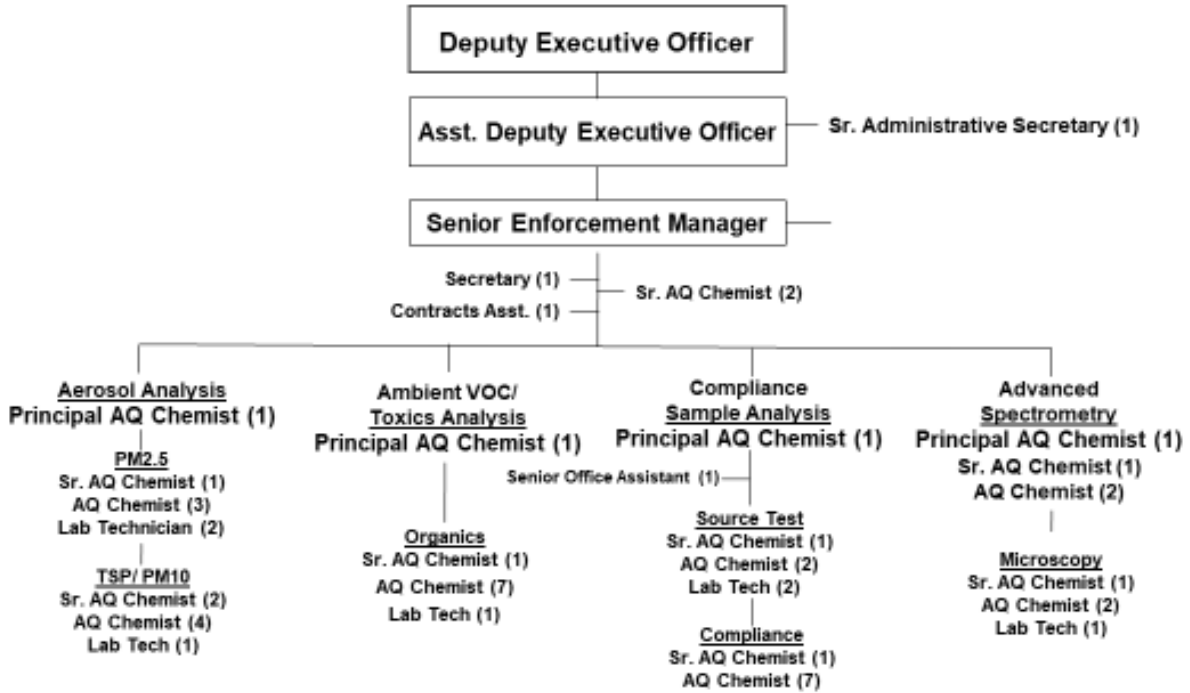 Deputy Executive Officer
Asst. Deputy Executive Officer
Sr. Administrative Secretary (1)
Senior Enforcement Manager
Secretary (1)
Sr. AQ Chemist (2)
Contracts Asst. (1)
Aerosol Analysis
Principal AQ Chemist (1)
PM2.5
Sr. AQ Chemist (1)
AQ Chemist (3)
Lab Technician (2)
TSP/ PM10
Sr. AQ Chemist (2)
AQ Chemist (4)
Lab Tech (1)
Ambient VOC/
Toxics Analysis
Principal AQ Chemist (1)
Organics
Sr. AQ Chemist (1)
AQ Chemist (7)
Lab Tech (1)
Compliance
Sample Analysis
Principal AQ Chemist (1)
Senior Office Assistant (1)
Source Test
Sr. AQ Chemist (1)
AQ Chemist (2)
Lab Tech (2)
Compliance
Sr. AQ Chemist (1)
AQ Chemist (7)
Advanced
Spectrometry
Principal AQ Chemist (1)
Sr. AQ Chemist (1)
AQ Chemist (2)
Microscopy
Sr. AQ Chemist (1)
AQ Chemist (2)
Lab Tech (1)